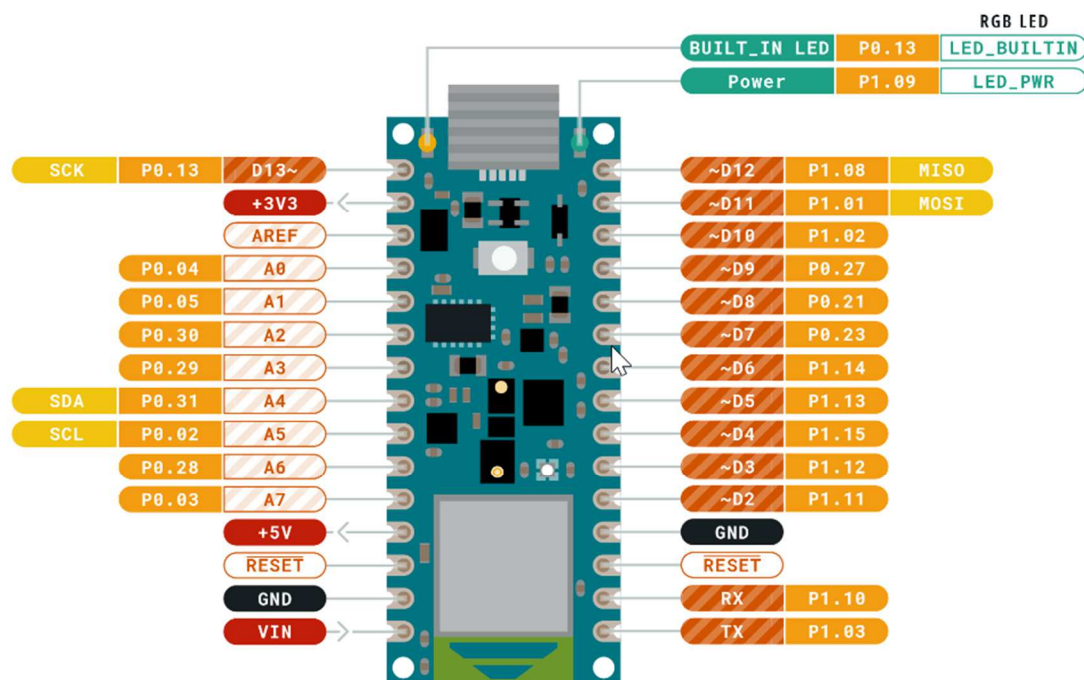 RGB LED
BUILT_IN LED P0.13 LED_BUILTIN
Power P1.09 LED_PWR
SCK P0.13 D13~ ~D12 P1.08 MISO
+3V3 ~D11 P1.01 MOSI
AREF ~D10 P1.02
P0.04 A0 ~D9 P0.27
P0.05 A1 ~D8 P0.21
P0.30 A2 ~D7 P0.23
P0.29 A3 ~D6 P1.14
SDA P0.31 A4 ~D5 P1.13
SCL P0.02 A5 ~D4 P1.15
P0.28 A6 ~D3 P1.12
P0.03 A7 ~D2 P1.11
+5V GND
RESET RESET
GND RX P1.10
VIN TX P1.03